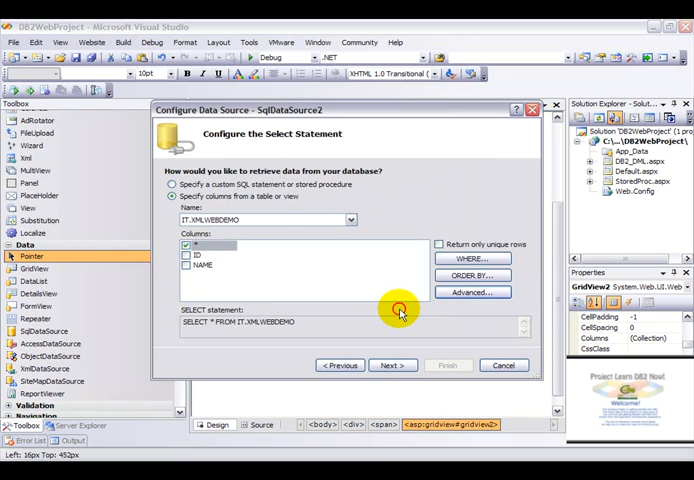 DB2WebProject - Microsoft Visual Studio
File Edit View Website Build Debug Format Layout Tools VMware Window Community Help
Debug .NET
10pt B I U A XHTML 1.0 Transitional (
Toolbox
AdRotator
FileUpload
Wizard
Xml
MultiView
Panel
PlaceHolder
View
Substitution
Localize
Data
Pointer
GridView
DataList
DetailsView
FormView
Repeater
SqlDataSource
AccessDataSource
ObjectDataSource
XmlDataSource
SiteMapDataSource
ReportViewer
Validation
Navigation
Toolbox Server Explorer
Error List Output
Left: 16px Top: 452px
Configure Data Source - SqlDataSource2
Configure the Select Statement
How would you like to retrieve data from your database?
Specify a custom SQL statement or stored procedure
Specify columns from a table or view
Name:
IT.XMLWEBDEMO
Columns:
*
ID
NAME
Return only unique rows
WHERE...
ORDER BY...
Advanced...
SELECT statement:
SELECT * FROM IT.XMLWEBDEMO
< Previous Next > Finish Cancel
Design Source <body> <div> <span> <asp:gridview#gridview2>
Solution Explorer - Solut...
Solution 'DB2WebProject' (1 proj
C:\...\DB2WebProject\
App_Data
DB2_DML.aspx
Default.aspx
StoredProc.aspx
Web.Config
Properties
GridView2 System.Web.UI.Web
CellPadding -1
CellSpacing 0
Columns (Collection)
CssClass
Project Learn DB2 Now!
Welcome!